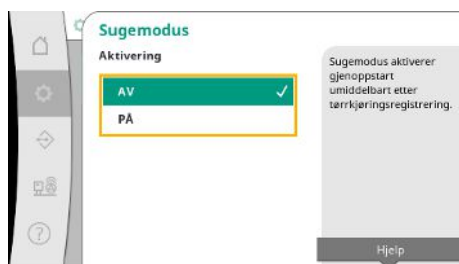 Sugemodus
Aktivering
AV
PÅ
Sugemodus aktiverer
gjenoppstart
umiddelbart etter
tørrkjøringsregistrering.
Hjelp